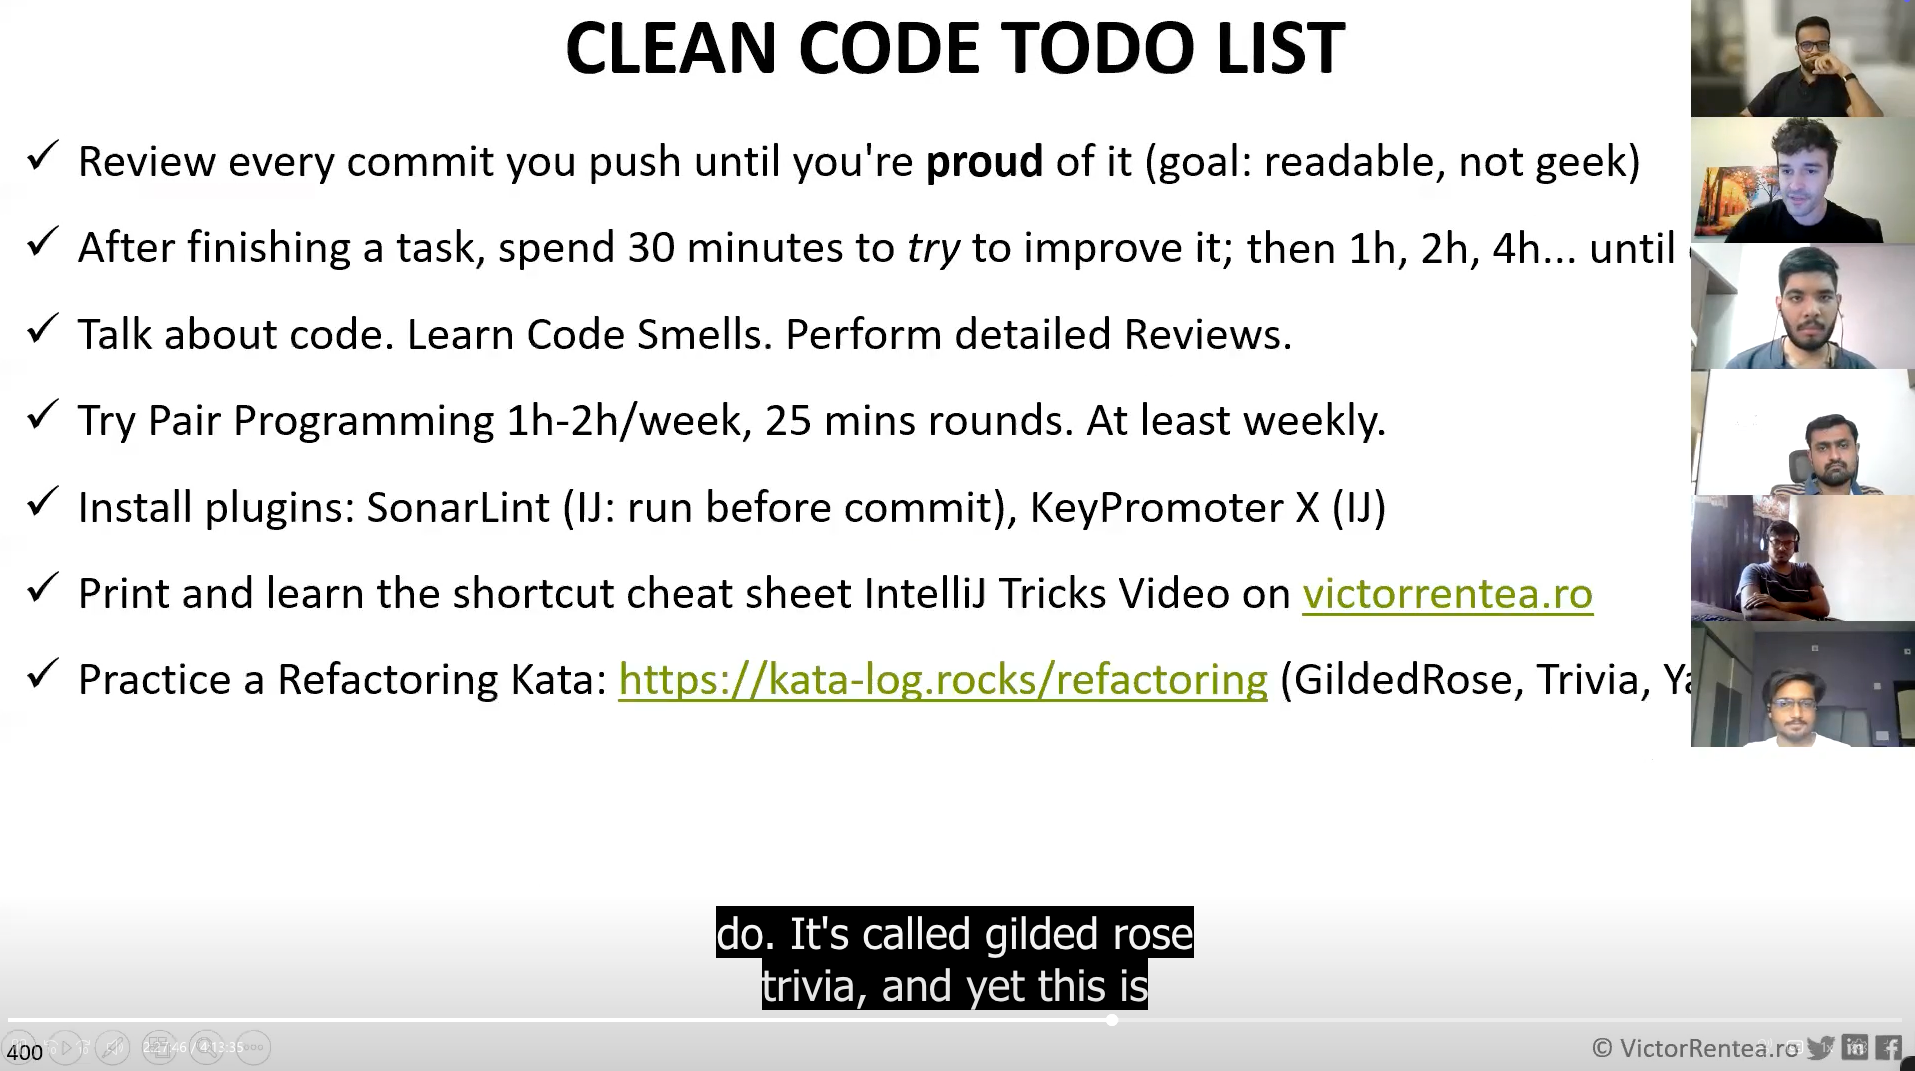 CLEAN CODE TODO LIST
✓ Review every commit you push until you're proud of it (goal: readable, not geek)
✓ After finishing a task, spend 30 minutes to try to improve it; then 1h, 2h, 4h... until
✓ Talk about code. Learn Code Smells. Perform detailed Reviews.
✓ Try Pair Programming 1h-2h/week, 25 mins rounds. At least weekly.
✓ Install plugins: SonarLint (IJ: run before commit), KeyPromoter X (IJ)
✓ Print and learn the shortcut cheat sheet IntelliJ Tricks Video on victorrentea.ro
✓ Practice a Refactoring Kata: https://kata-log.rocks/refactoring (GildedRose, Trivia,
do. It's called gilded rose
trivia, and yet this is
400
2:27:46 / 4:13:35
© VictorRentea.ro
1x